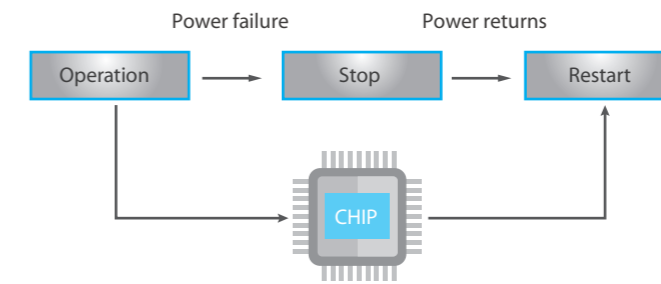 Power failure
Power returns
Operation
Stop
Restart
CHIP